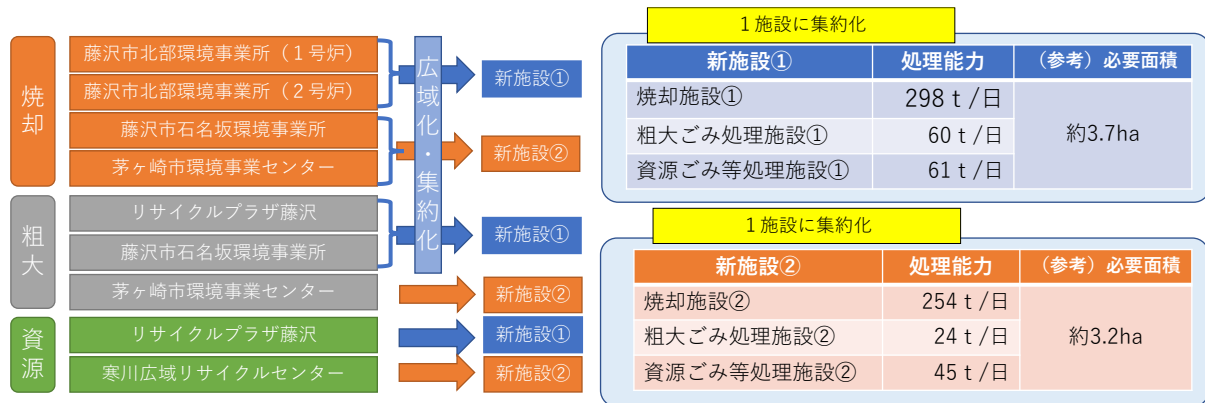 焼却
藤沢市北部環境事業所（１号炉）
藤沢市北部環境事業所（２号炉）
藤沢市石名坂環境事業所
茅ヶ崎市環境事業センター
粗大
リサイクルプラザ藤沢
藤沢市石名坂環境事業所
茅ヶ崎市環境事業センター
資源
リサイクルプラザ藤沢
寒川広域リサイクルセンター
広域化・集約化
新施設①
新施設②
新施設①
新施設②
新施設①
新施設②
１施設に集約化
新施設① 処理能力 （参考）必要面積
焼却施設① 298ｔ/日 約3.7ha
粗大ごみ処理施設① 60ｔ/日
資源ごみ等処理施設① 61ｔ/日
１施設に集約化
新施設② 処理能力 （参考）必要面積
焼却施設② 254ｔ/日
粗大ごみ処理施設② 24ｔ/日 約3.2ha
資源ごみ等処理施設② 45ｔ/日